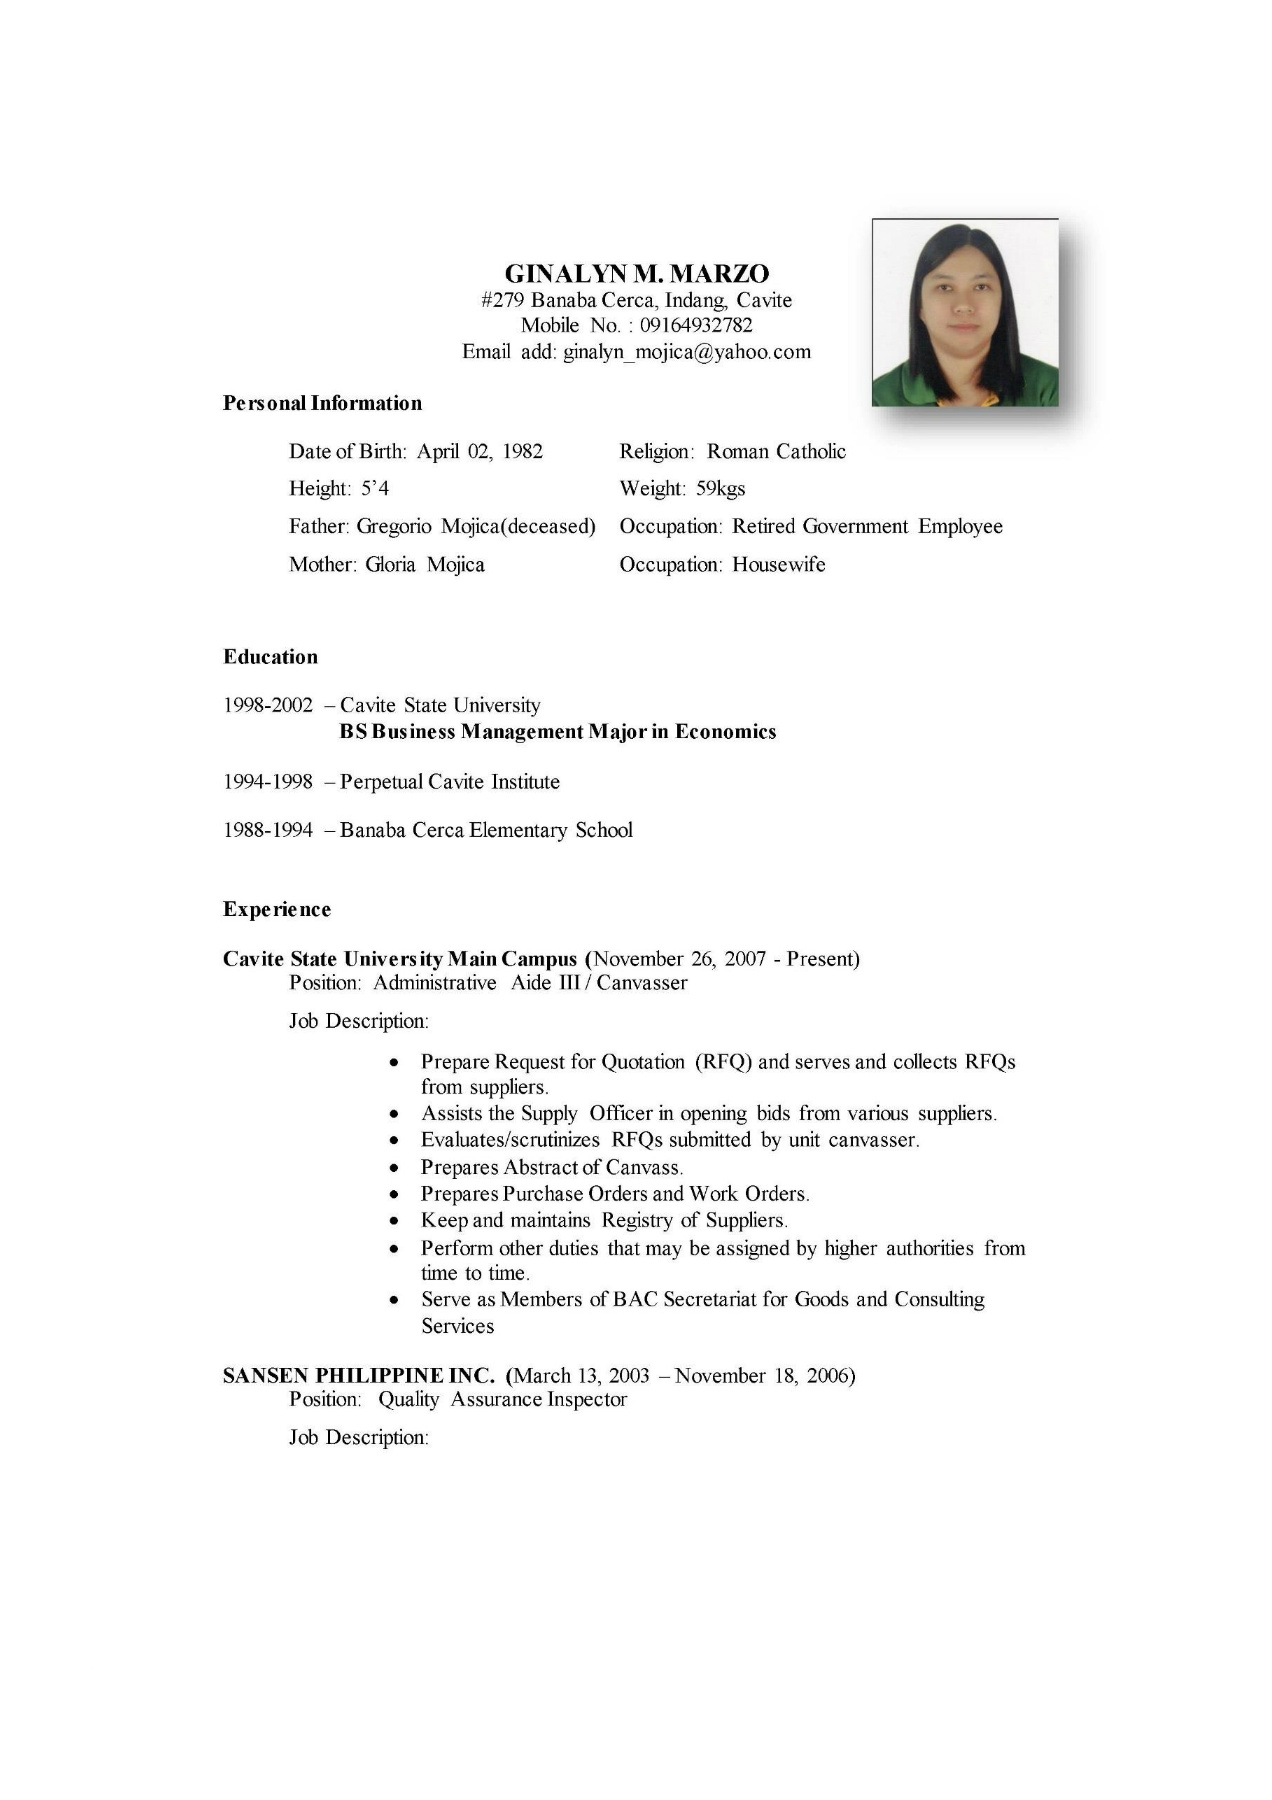 GINALYN M. MARZO
#279 Banaba Cerca, Indang, Cavite
Mobile No. : 09164932782
Email add: ginalyn_mojica@yahoo.com
Personal Information
Date of Birth: April 02, 1982 Religion: Roman Catholic
Height: 5’4 Weight: 59kgs
Father: Gregorio Mojica(deceased) Occupation: Retired Government Employee
Mother: Gloria Mojica Occupation: Housewife
Education
1998-2002 – Cavite State University
BS Business Management Major in Economics
1994-1998 – Perpetual Cavite Institute
1988-1994 – Banaba Cerca Elementary School
Experience
Cavite State University Main Campus (November 26, 2007 - Present)
Position: Administrative Aide III / Canvasser
Job Description:
• Prepare Request for Quotation (RFQ) and serves and collects RFQs
from suppliers.
• Assists the Supply Officer in opening bids from various suppliers.
• Evaluates/scrutinizes RFQs submitted by unit canvasser.
• Prepares Abstract of Canvass.
• Prepares Purchase Orders and Work Orders.
• Keep and maintains Registry of Suppliers.
• Perform other duties that may be assigned by higher authorities from
time to time.
• Serve as Members of BAC Secretariat for Goods and Consulting
Services
SANSEN PHILIPPINE INC. (March 13, 2003 – November 18, 2006)
Position: Quality Assurance Inspector
Job Description: